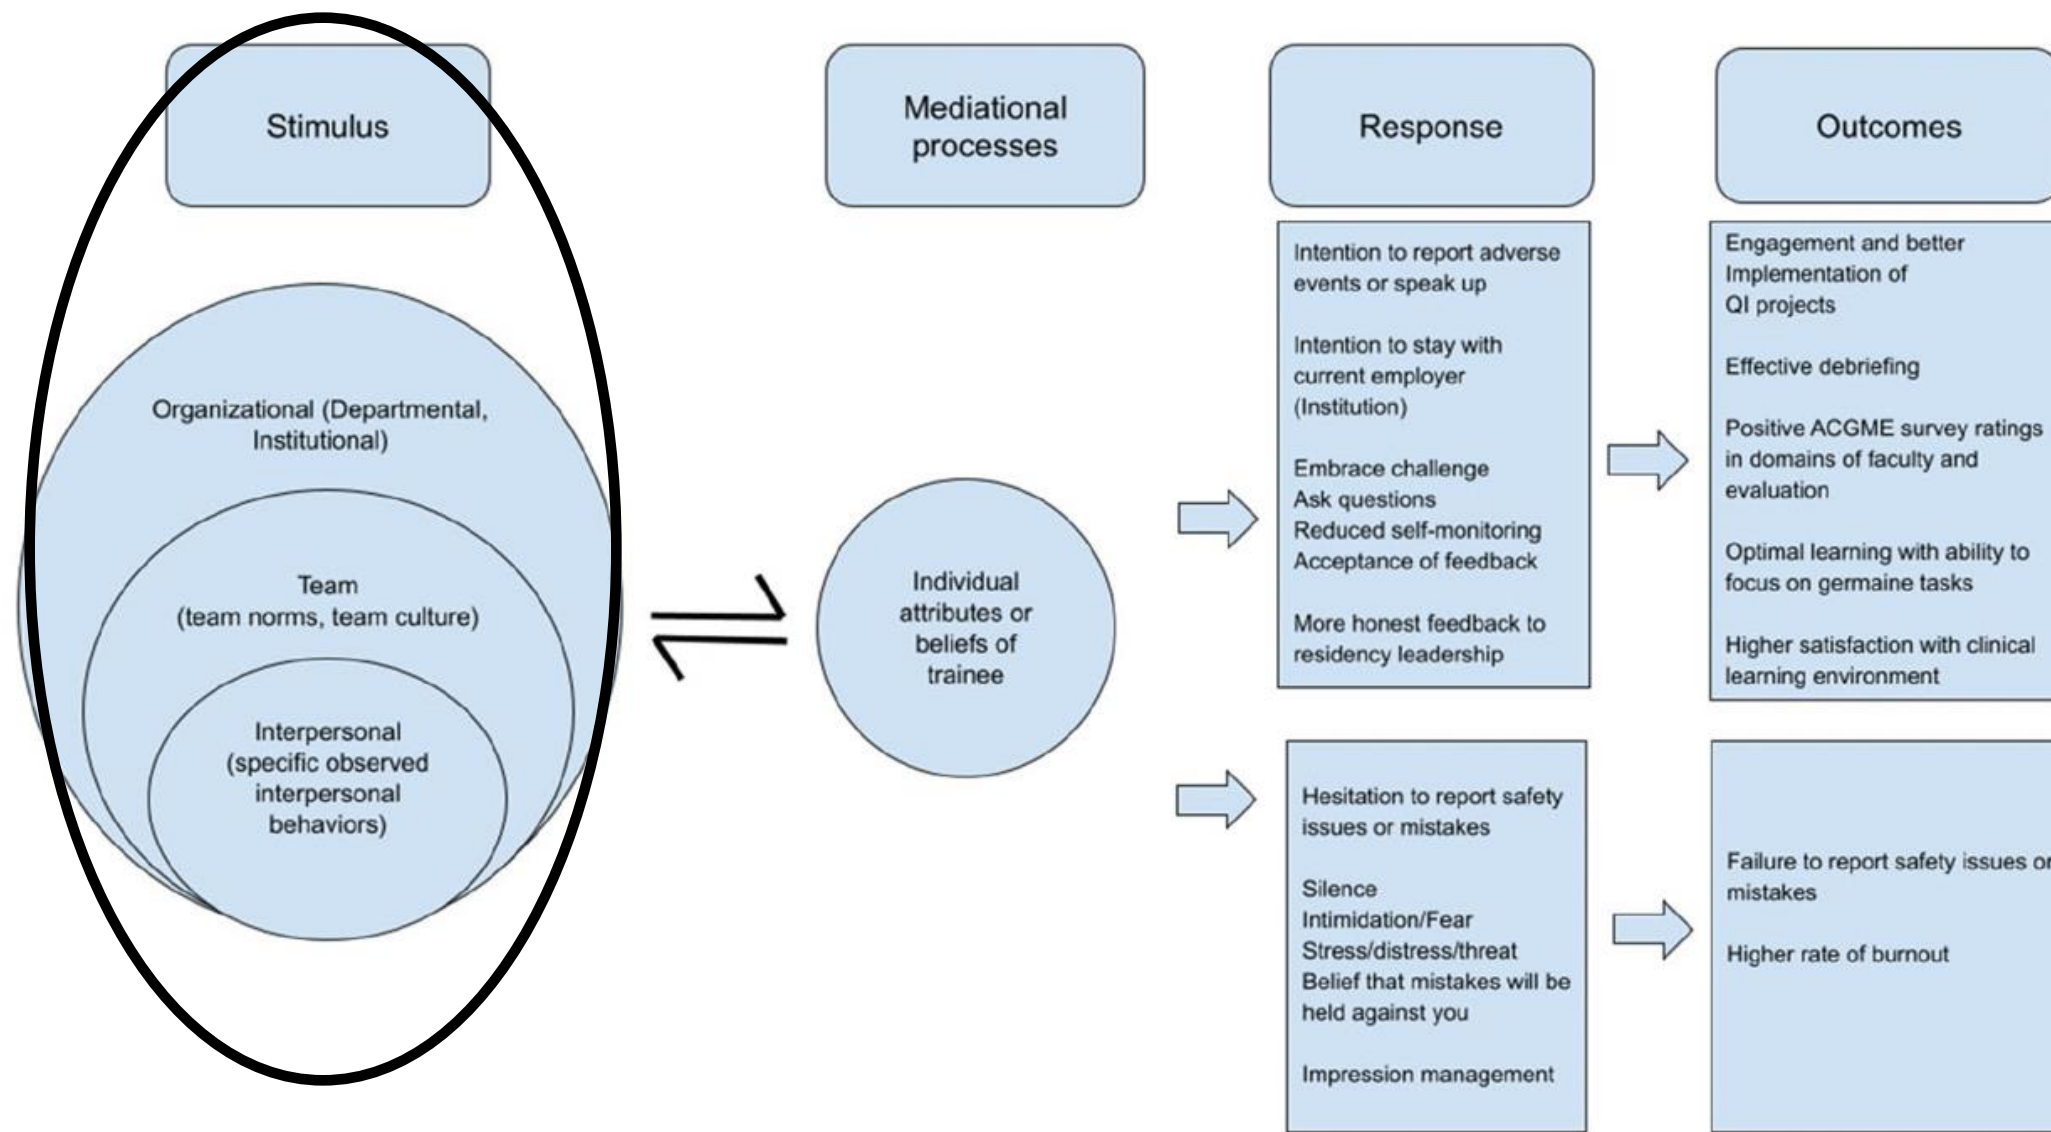 Stimulus
Mediational
processes
Response
Outcomes
Organizational (Departmental,
Institutional)
Team
(team norms, team culture)
Interpersonal
(specific observed
interpersonal
behaviors)
Individual
attributes or
beliefs of
trainee
Intention to report adverse
events or speak up
Intention to stay with
current employer
(Institution)
Embrace challenge
Ask questions
Reduced self-monitoring
Acceptance of feedback
More honest feedback to
residency leadership
Engagement and better
Implementation of
QI projects
Effective debriefing
Positive ACGME survey ratings
in domains of faculty and
evaluation
Optimal learning with ability to
focus on germaine tasks
Higher satisfaction with clinical
learning environment
Hesitation to report safety
issues or mistakes
Silence
Intimidation/Fear
Stress/distress/threat
Belief that mistakes will be
held against you
Impression management
Failure to report safety issues or
mistakes
Higher rate of burnout